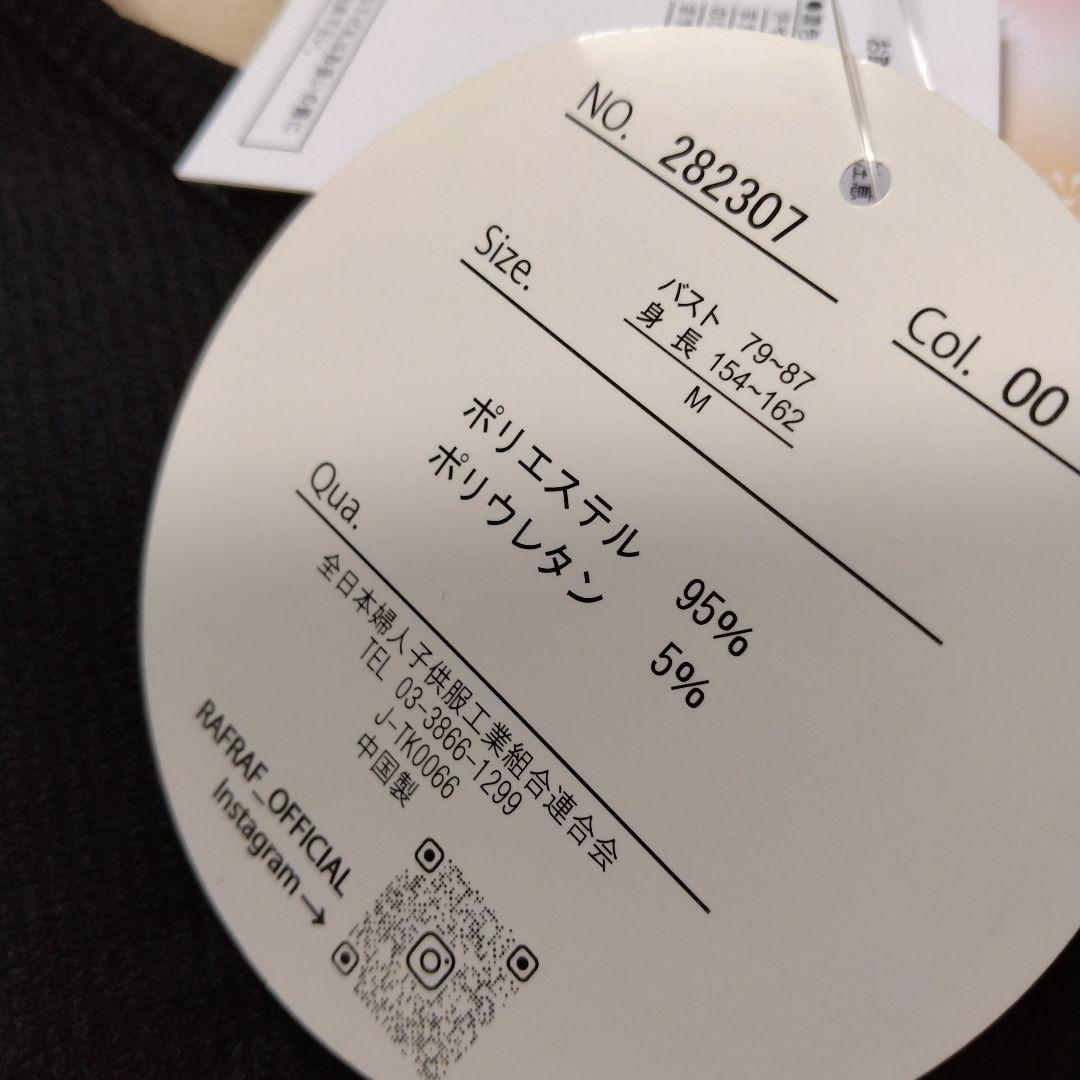 NO. 282307
Col. 00
Size.
バスト 79~87
身長 154~162
M
ポリエステル 95%
ポリウレタン 5%
Qua.
全日本婦人子供服工業組合連合会
TEL 03-3866-1299
J-TK0066
中国製
RAFRAF_OFFICIAL
Instagram→
注意